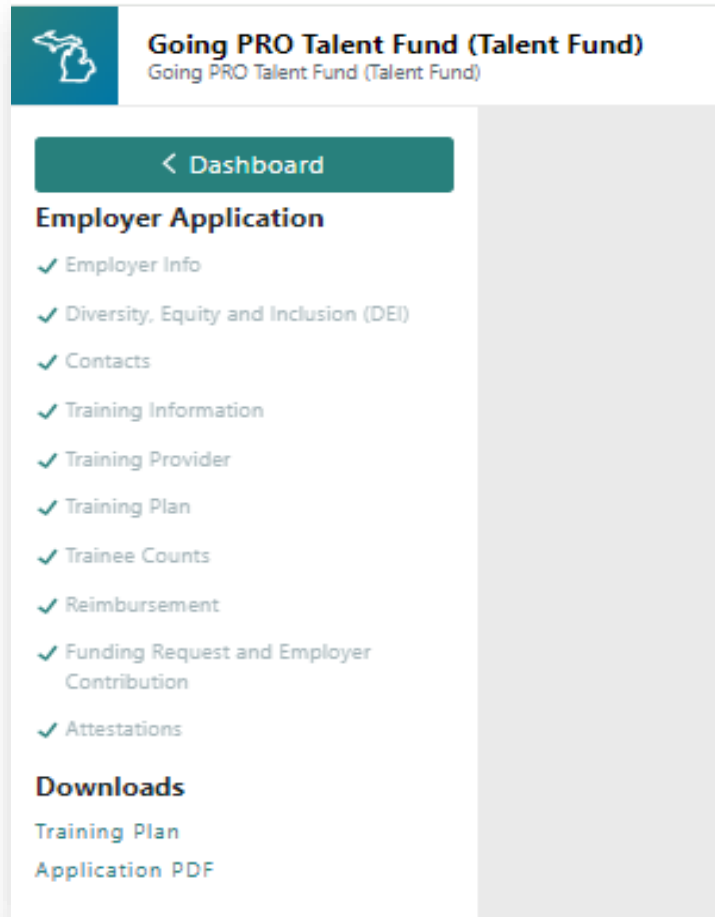 Going PRO Talent Fund (Talent Fund)
Going PRO Talent Fund (Talent Fund)
Dashboard
Employer Application
Employer Info
Diversity, Equity and Inclusion (DEI)
Contacts
Training Information
Training Provider
Training Plan
Trainee Counts
Reimbursement
Funding Request and Employer
Contribution
Attestations
Downloads
Training Plan
Application PDF